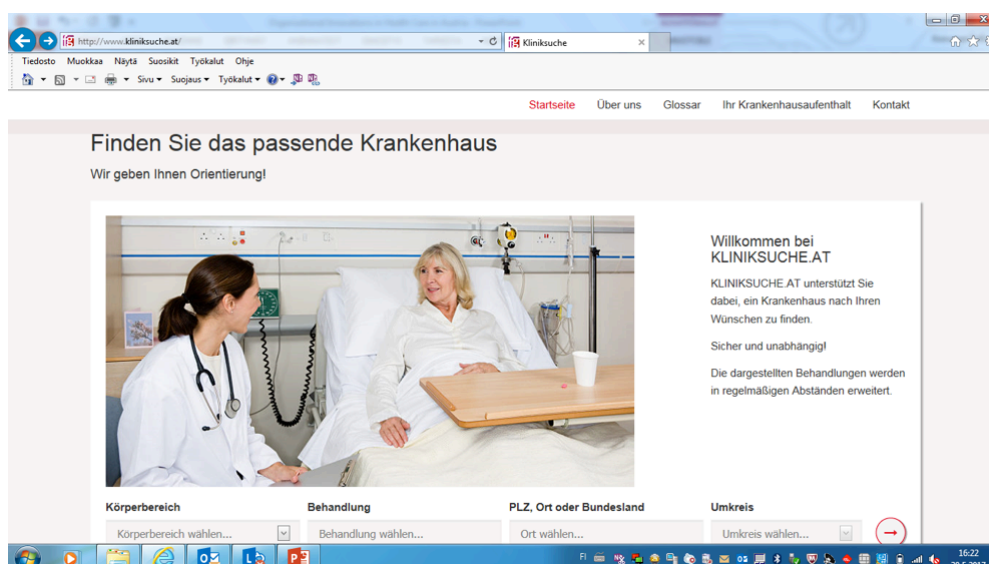 http://www.kliniksuche.at/
Kliniksuche
Tiedosto Muokkaa Näytä Suosikit Työkalut Ohje
Sivu Suojaus Työkalut
Startseite Über uns Glossar Ihr Krankenhausaufenthalt Kontakt
Finden Sie das passende Krankenhaus
Wir geben Ihnen Orientierung!
Willkommen bei
KLINIKSUCHE.AT
KLINIKSUCHE.AT unterstützt Sie
dabei, ein Krankenhaus nach Ihren
Wünschen zu finden.
Sicher und unabhängig!
Die dargestellten Behandlungen werden
in regelmäßigen Abständen erweitert.
Körperbereich Behandlung PLZ, Ort oder Bundesland Umkreis
Körperbereich wählen... Behandlung wählen... Ort wählen... Umkreis wählen...
FI
16:22